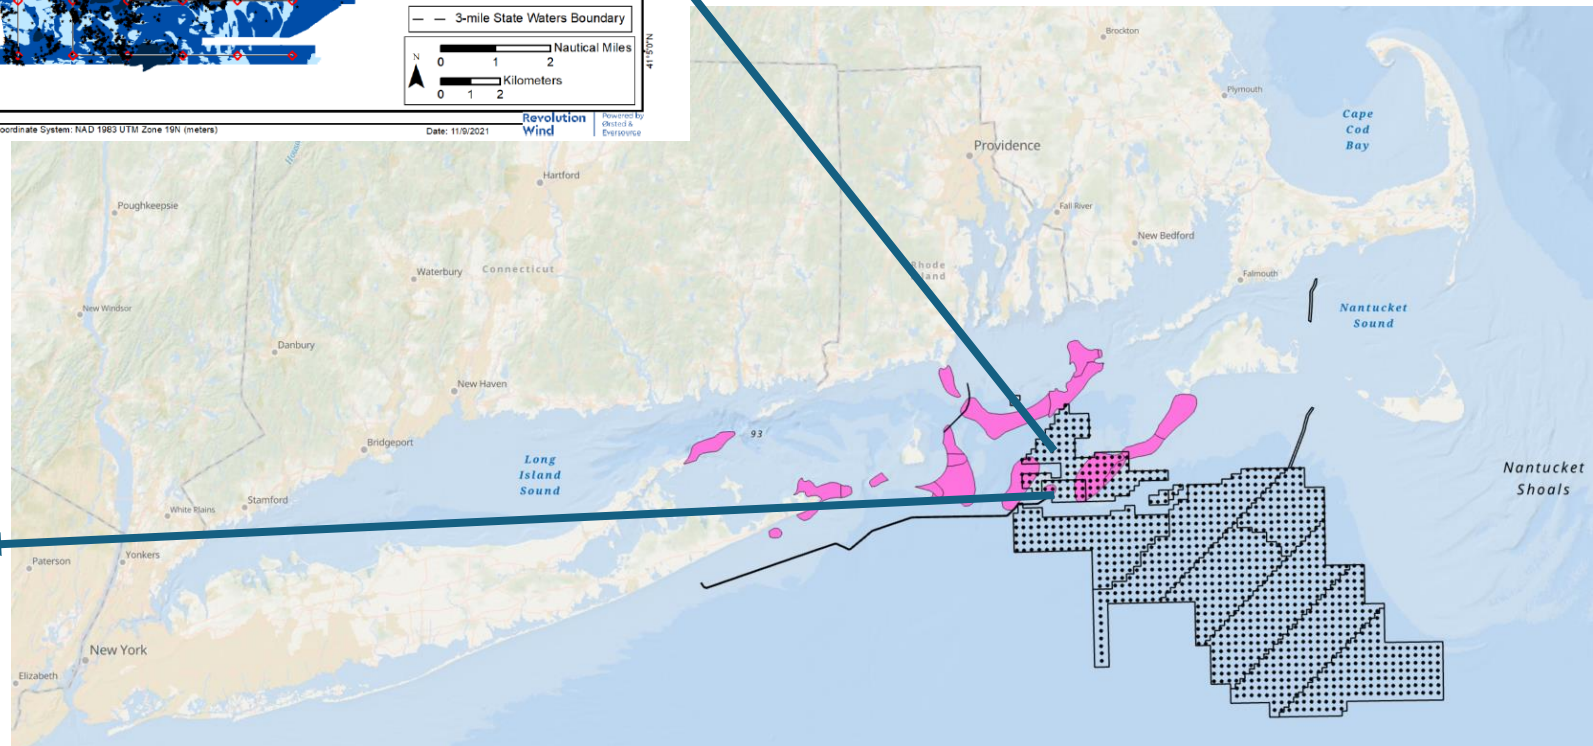 3-mile State Waters Boundary
N
Nautical Miles
0 1 2
Kilometers
0 1 2
41°5'0"N
oordinate System: NAD 1983 UTM Zone 19N (meters)
Date: 11/9/2021
Revolution
Wind
Powered by
Ørsted &
Eversource
Brockton
Plymouth
Cape
Cod
Bay
Providence
Hartford
Poughkeepsie
Fall River
New Bedford
Waterbury
Connecticut
Rhode
Falmouth
New Windsor
Nantucket
Sound
Danbury
New Haven
93
Bridgeport
Long
Island
Sound
Nantucket
Shoals
Stamford
White Plains
Yonkers
Paterson
New York
Elizabeth